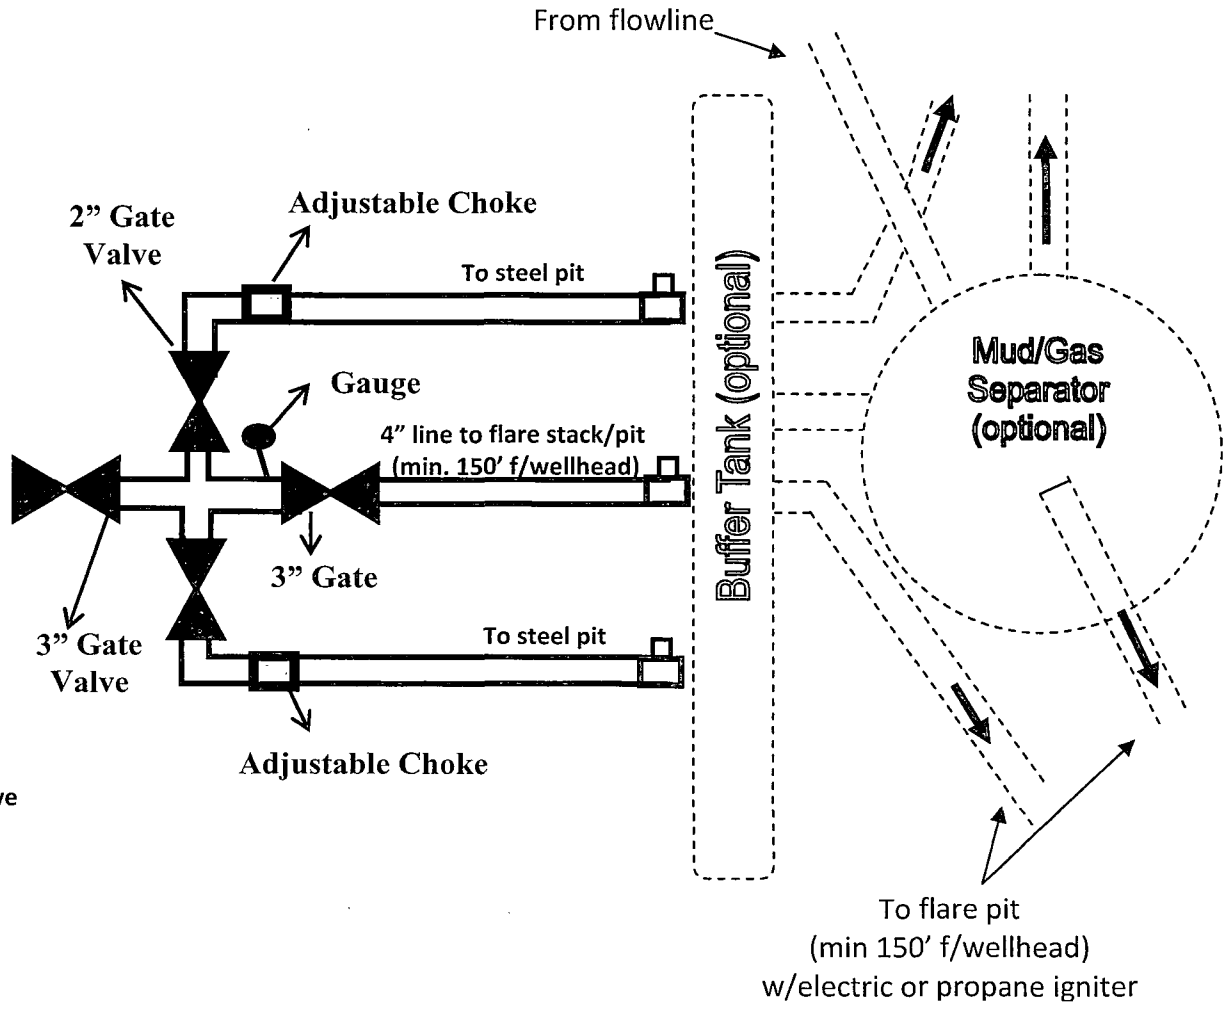 From flowline
2” Gate
Valve
Adjustable Choke
To steel pit
Gauge
4” line to flare stack/pit
(min. 150’ f/wellhead)
3” Gate
3” Gate
Valve
To steel pit
Adjustable Choke
Buffer Tank (optional)
Mud/Gas
Separator
(optional)
To flare pit
(min 150’ f/wellhead)
w/electric or propane igniter